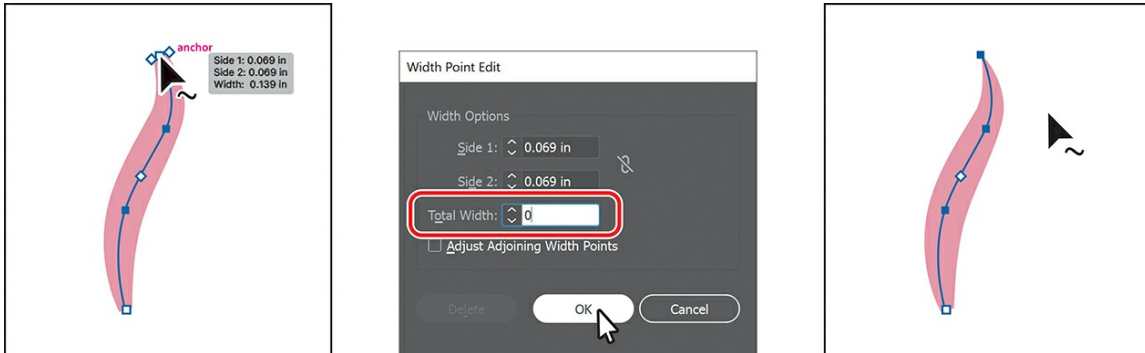 anchor
Side 1: 0.069 in
Side 2: 0.069 in
Width: 0.139 in
Width Point Edit
Width Options
Side 1: 0.069 in
Side 2: 0.069 in
Total Width: 0
Adjust Adjoining Width Points
Delete OK Cancel